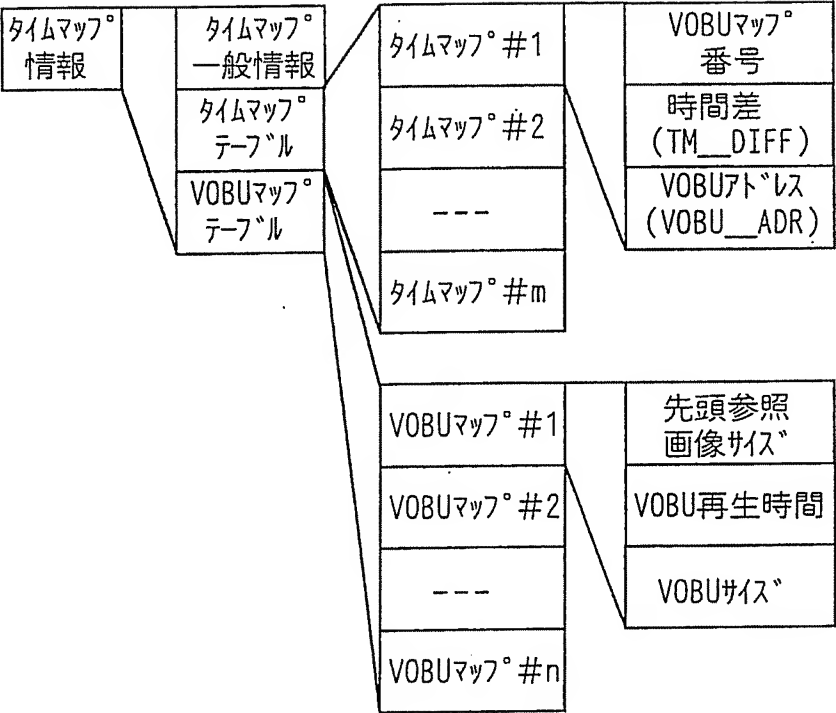 ﾀｲﾑﾏｯﾌﾟ
情報
ﾀｲﾑﾏｯﾌﾟ
一般情報
ﾀｲﾑﾏｯﾌﾟ
ﾃｰﾌﾞﾙ
VOBUﾏｯﾌﾟ
ﾃｰﾌﾞﾙ
ﾀｲﾑﾏｯﾌﾟ#1
ﾀｲﾑﾏｯﾌﾟ#2
---
ﾀｲﾑﾏｯﾌﾟ#m
VOBUﾏｯﾌﾟ
番号
時間差
(TM__DIFF)
VOBUｱﾄﾞﾚｽ
(VOBU__ADR)
VOBUﾏｯﾌﾟ#1
VOBUﾏｯﾌﾟ#2
---
VOBUﾏｯﾌﾟ#n
先頭参照
画像ｻｲｽﾞ
VOBU再生時間
VOBUｻｲｽﾞ